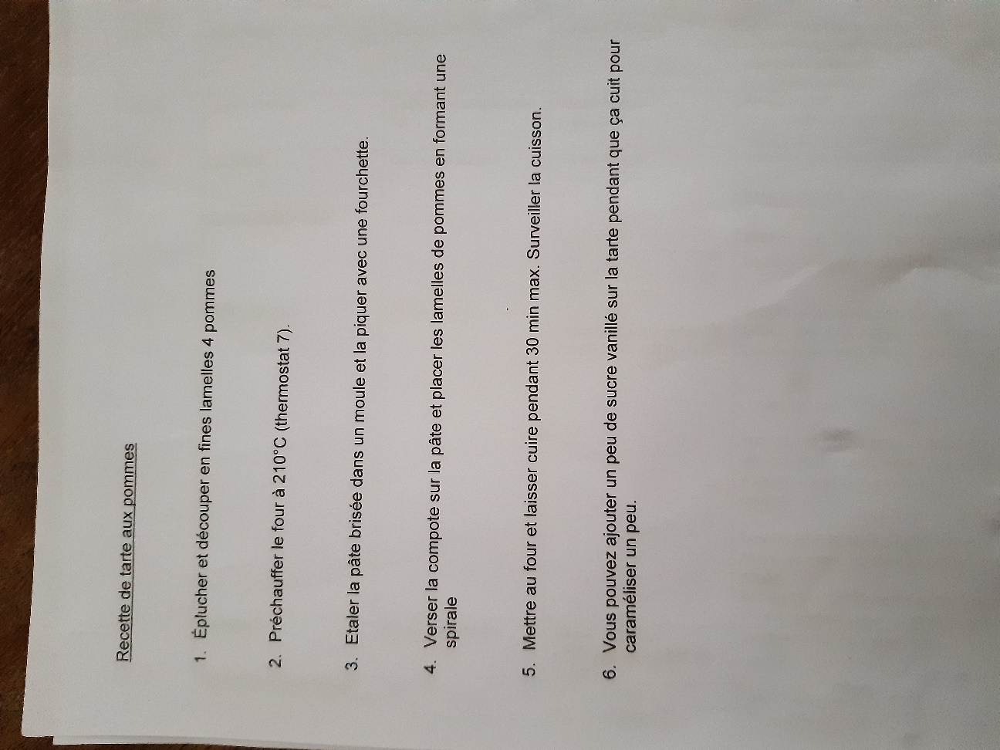 Recette de tarte aux pommes
1. Éplucher et découper en fines lamelles 4 pommes
2. Préchauffer le four à 210°C (thermostat 7).
3. Etaler la pâte brisée dans un moule et la piquer avec une fourchette.
4. Verser la compote sur la pâte et placer les lamelles de pommes en formant une
spirale
5. Mettre au four et laisser cuire pendant 30 min max. Surveiller la cuisson.
6. Vous pouvez ajouter un peu de sucre vanillé sur la tarte pendant que ça cuit pour
caraméliser un peu.